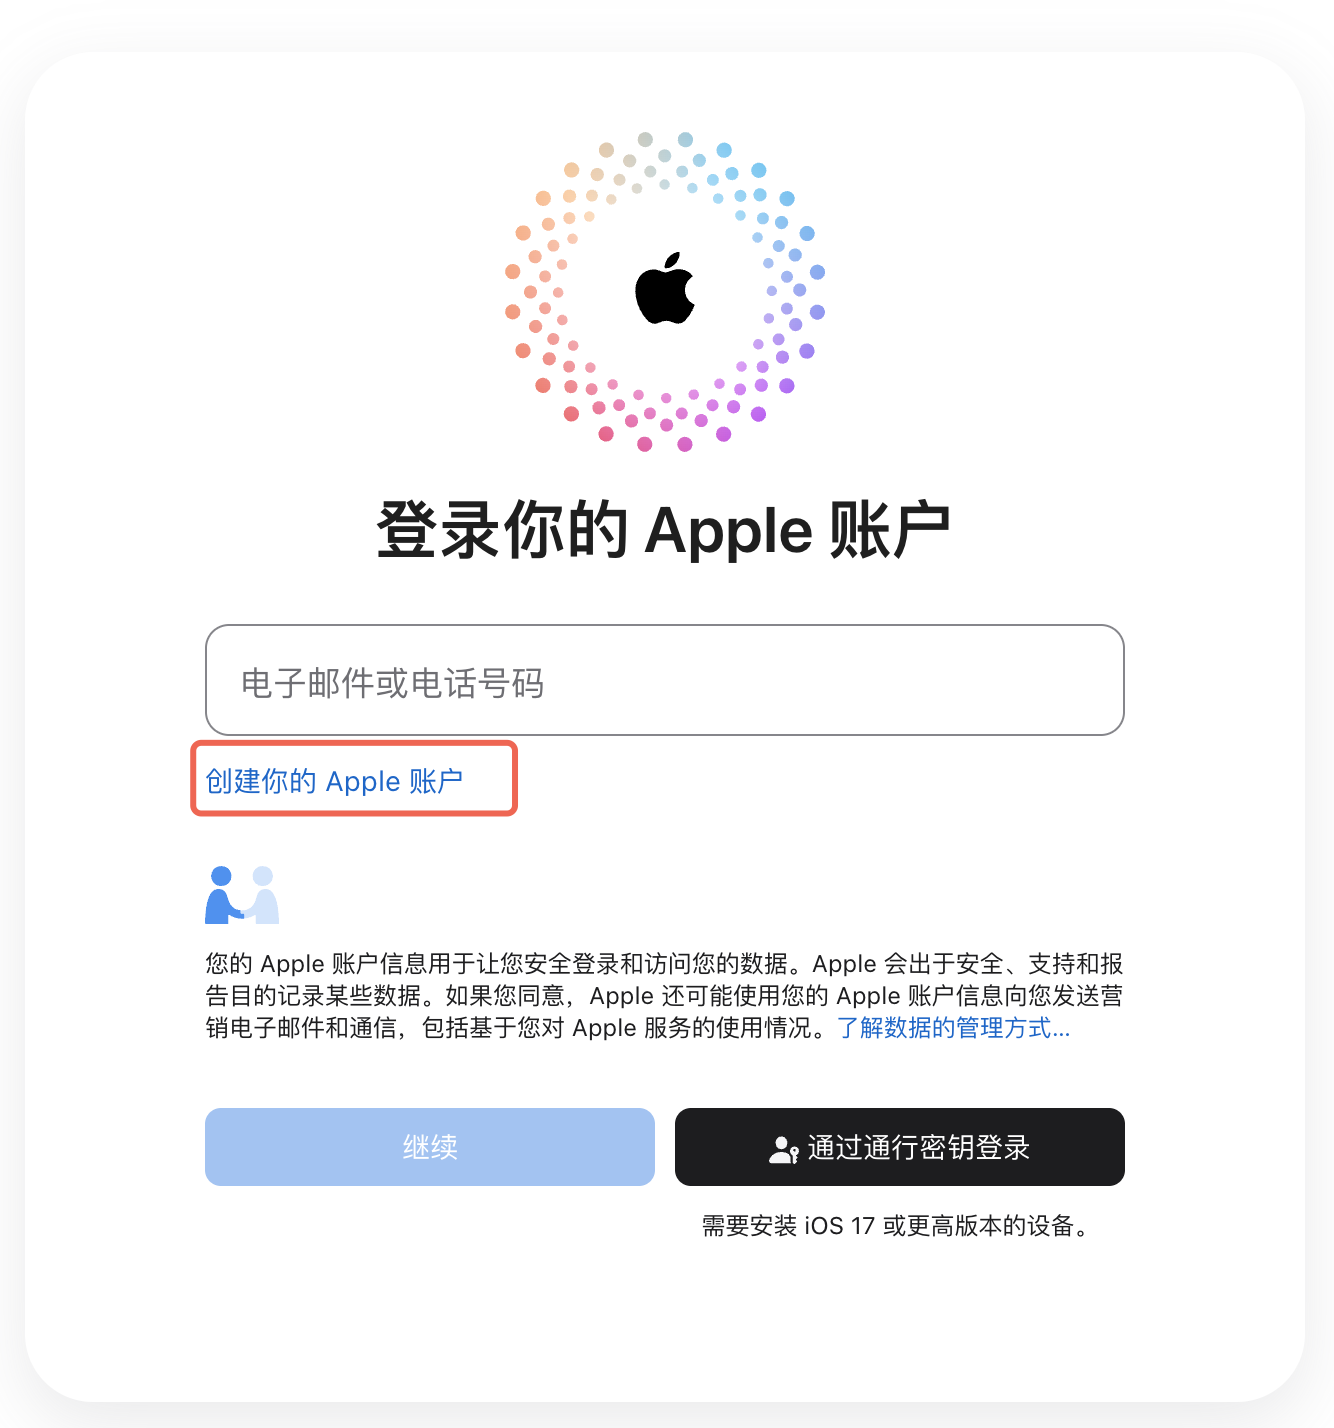 登录你的 Apple 账户
电子邮件或电话号码
创建你的 Apple 账户
您的 Apple 账户信息用于让您安全登录和访问您的数据。Apple 会出于安全、支持和报
告目的记录某些数据。如果您同意，Apple 还可能使用您的 Apple 账户信息向您发送营
销电子邮件和通信，包括基于您对 Apple 服务的使用情况。了解数据的管理方式...
继续
通过通行密钥登录
需要安装 iOS 17 或更高版本的设备。